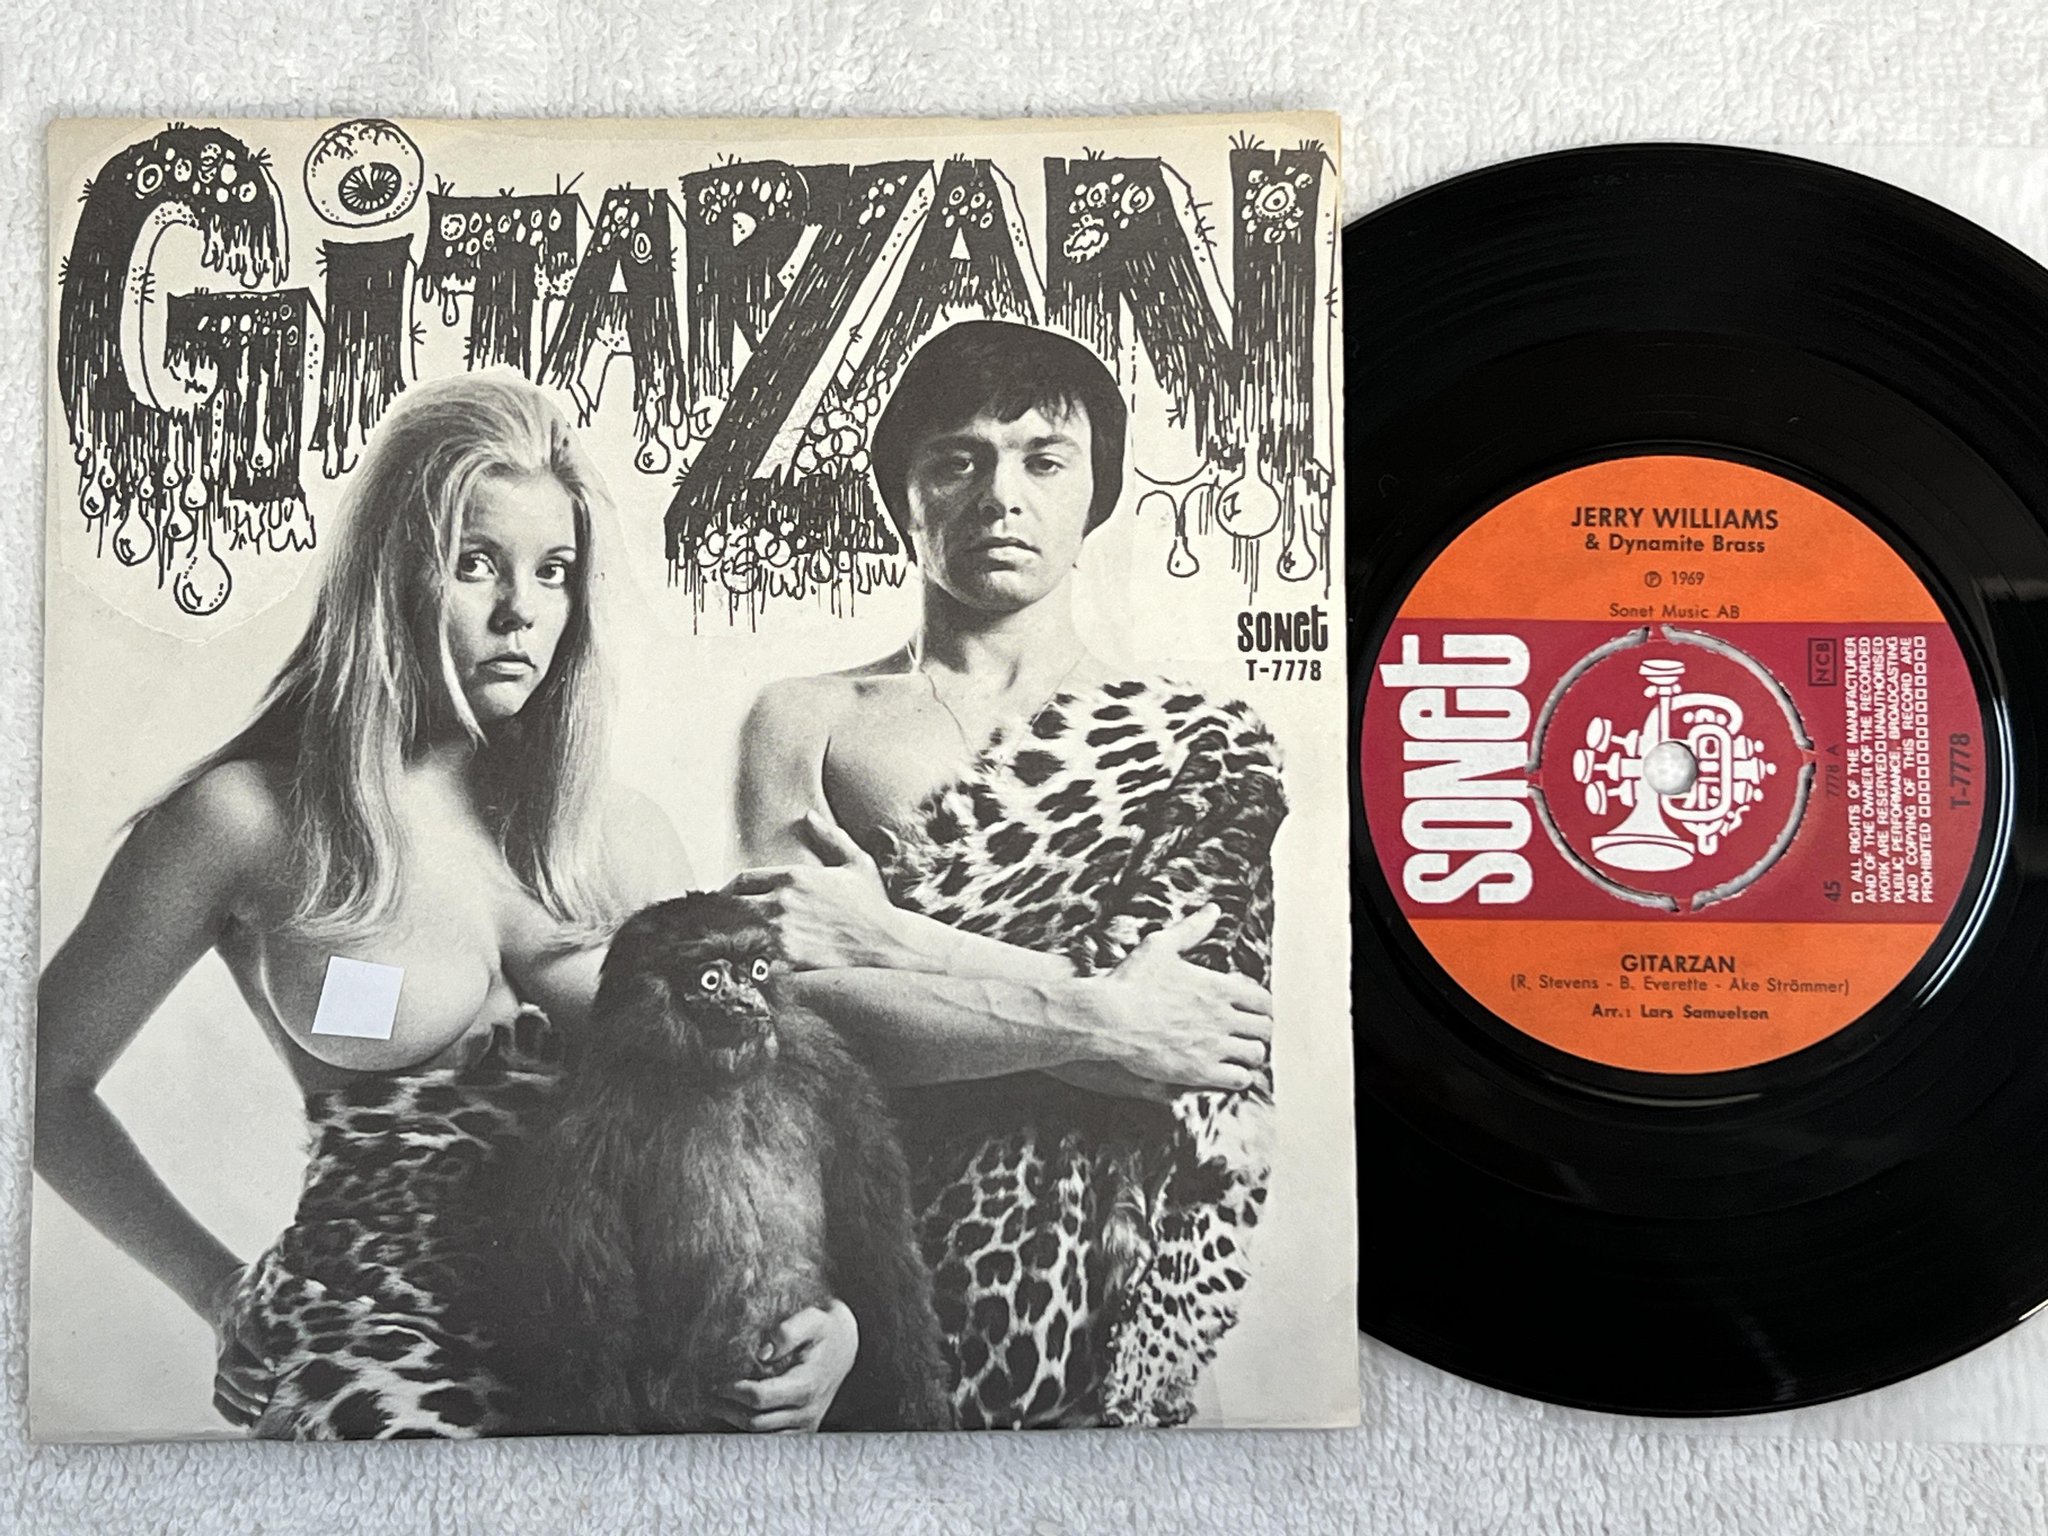 GiTARZAN
SONET
T-7778
JERRY WILLIAMS
& Dynamite Brass
℗ 1969
Sonet Music AB
SONET
NCB
7778 A
45
☐ ALL RIGHTS OF THE MANUFACTURER
AND OF THE OWNER OF THE RECORDED
WORK ARE RESERVED☐UNAUTHORISED
PUBLIC PERFORMANCE, BROADCASTING
AND COPYING OF THIS RECORD ARE
PROHIBITED ☐☐☐☐☐☐☐☐☐☐☐☐☐☐
T-7778
GITARZAN
(R. Stevens - B. Everette - Åke Strömmer)
Arr.: Lars Samuelson